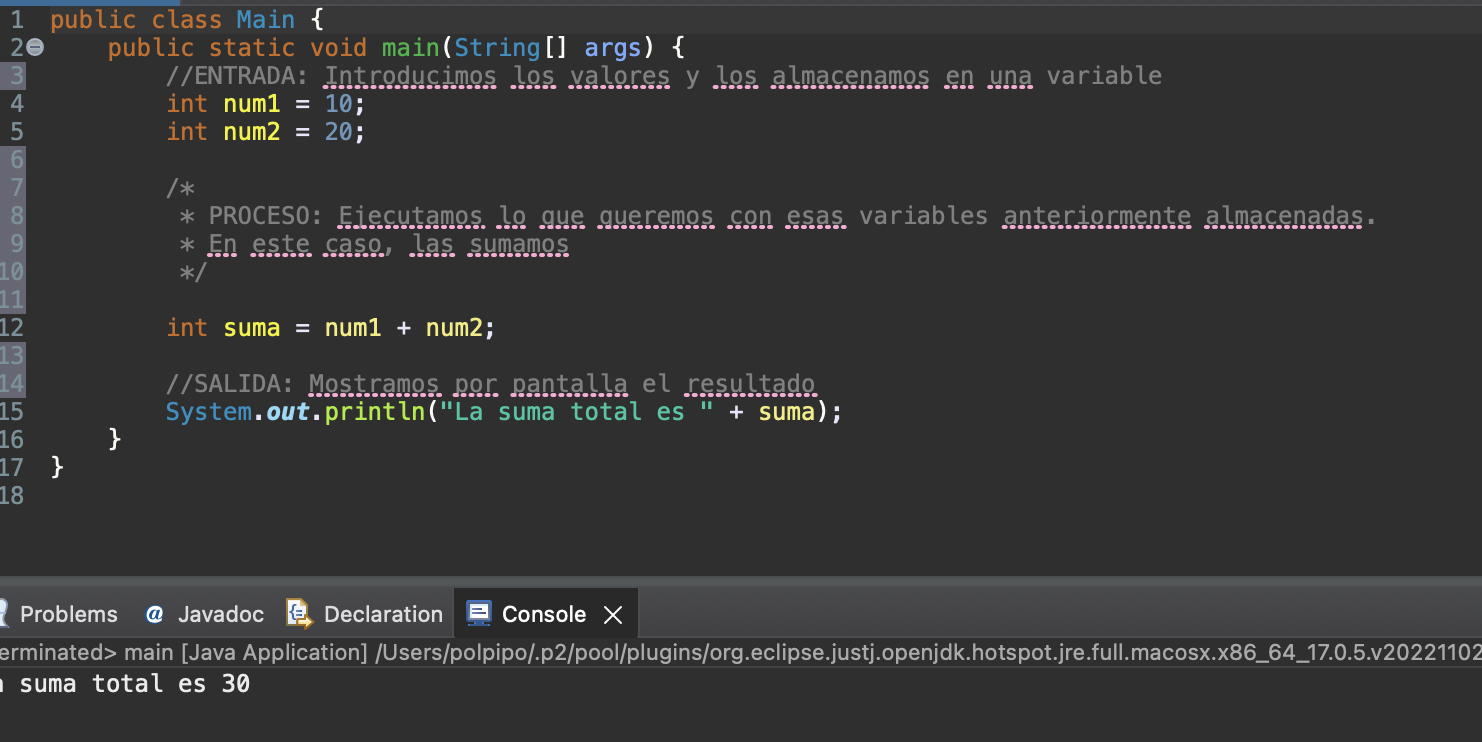 1 public class Main {
2 public static void main(String[] args) {
3 //ENTRADA: Introducimos los valores y los almacenamos en una variable
4 int num1 = 10;
5 int num2 = 20;
6
7 /*
8 * PROCESO: Ejecutamos lo que queremos con esas variables anteriormente almacenadas.
9 * En este caso, las sumamos
10 */
11
12 int suma = num1 + num2;
13
14 //SALIDA: Mostramos por pantalla el resultado
15 System.out.println("La suma total es " + suma);
16 }
17 }
18
Problems @ Javadoc Declaration Console
erminated> main [Java Application] /Users/polpipo/.p2/pool/plugins/org.eclipse.justj.openjdk.hotspot.jre.full.macosx.x86_64_17.0.5.v20221102
a suma total es 30